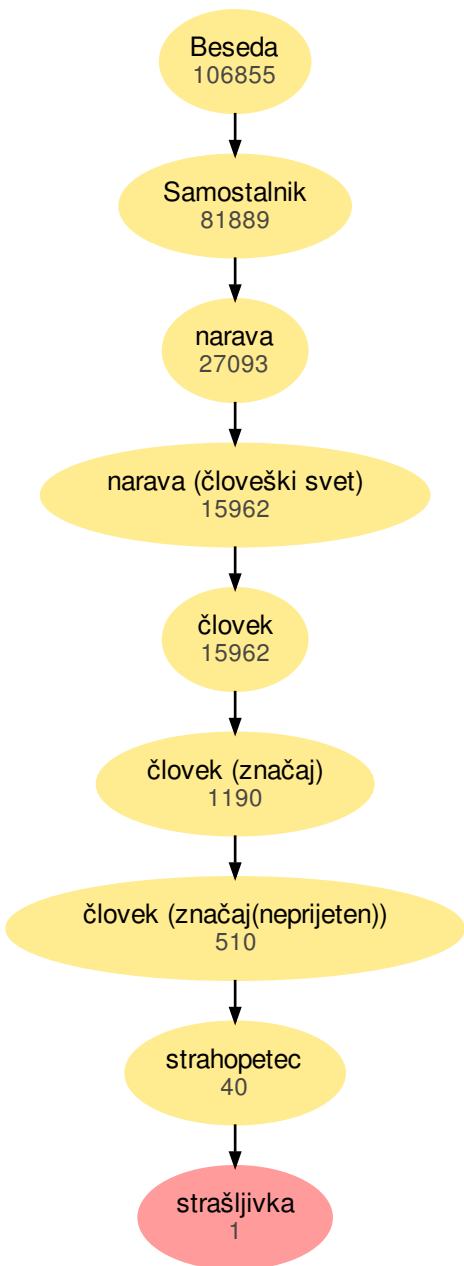 Beseda
106855
Samostalnik
81889
narava
27093
narava (človeški svet)
15962
človek
15962
človek (značaj)
1190
človek (značaj(neprijeten))
510
strahopetec
40
strašljivka
1